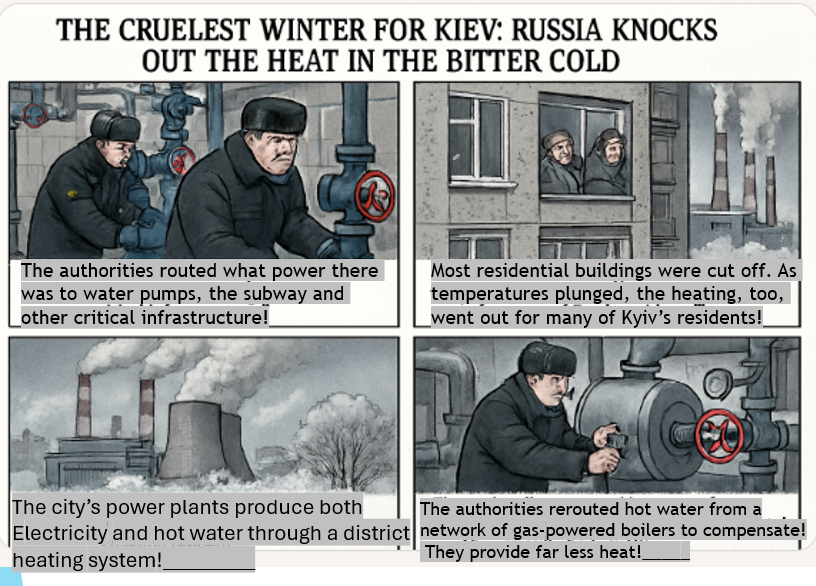 THE CRUELEST WINTER FOR KIEV: RUSSIA KNOCKS
OUT THE HEAT IN THE BITTER COLD
The authorities routed what power there
was to water pumps, the subway and
other critical infrastructure!
Most residential buildings were cut off. As
temperatures plunged, the heating, too,
went out for many of Kyiv's residents!
The city's power plants produce both
Electricity and hot water through a district
heating system!_________
The authorities rerouted hot water from a
network of gas-powered boilers to compensate!
They provide far less heat!_____